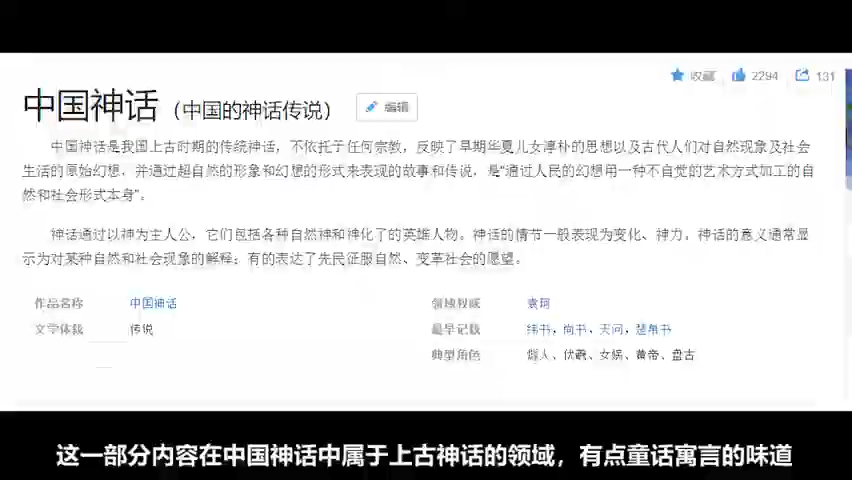 收藏 2294 131
中国神话（中国的神话传说） 编辑
中国神话是我国上古时期的传统神话，不依托于任何宗教，反映了早期华夏儿女淳朴的思想以及古代人们对自然现象及社会
生活的原始幻想，并通过超自然的形象和幻想的形式来表现的故事和传说，是“通过人民的幻想用一种不自觉的艺术方式加工的自
然和社会形式本身”。
神话通过以神为主人公，它们包括各种自然神和神化了的英雄人物。神话的情节一般表现为变化、神力。神话的意义通常显
示为对某种自然和社会现象的解释；有的表达了先民征服自然、变革社会的愿望。
作品名称 中国神话 领域权威 袁珂
文学体裁 传说 最早记载 纬书，尚书，天问，楚帛书
典型角色 燧人、伏羲、女娲、黄帝、盘古
这一部分内容在中国神话中属于上古神话的领域，有点童话寓言的味道